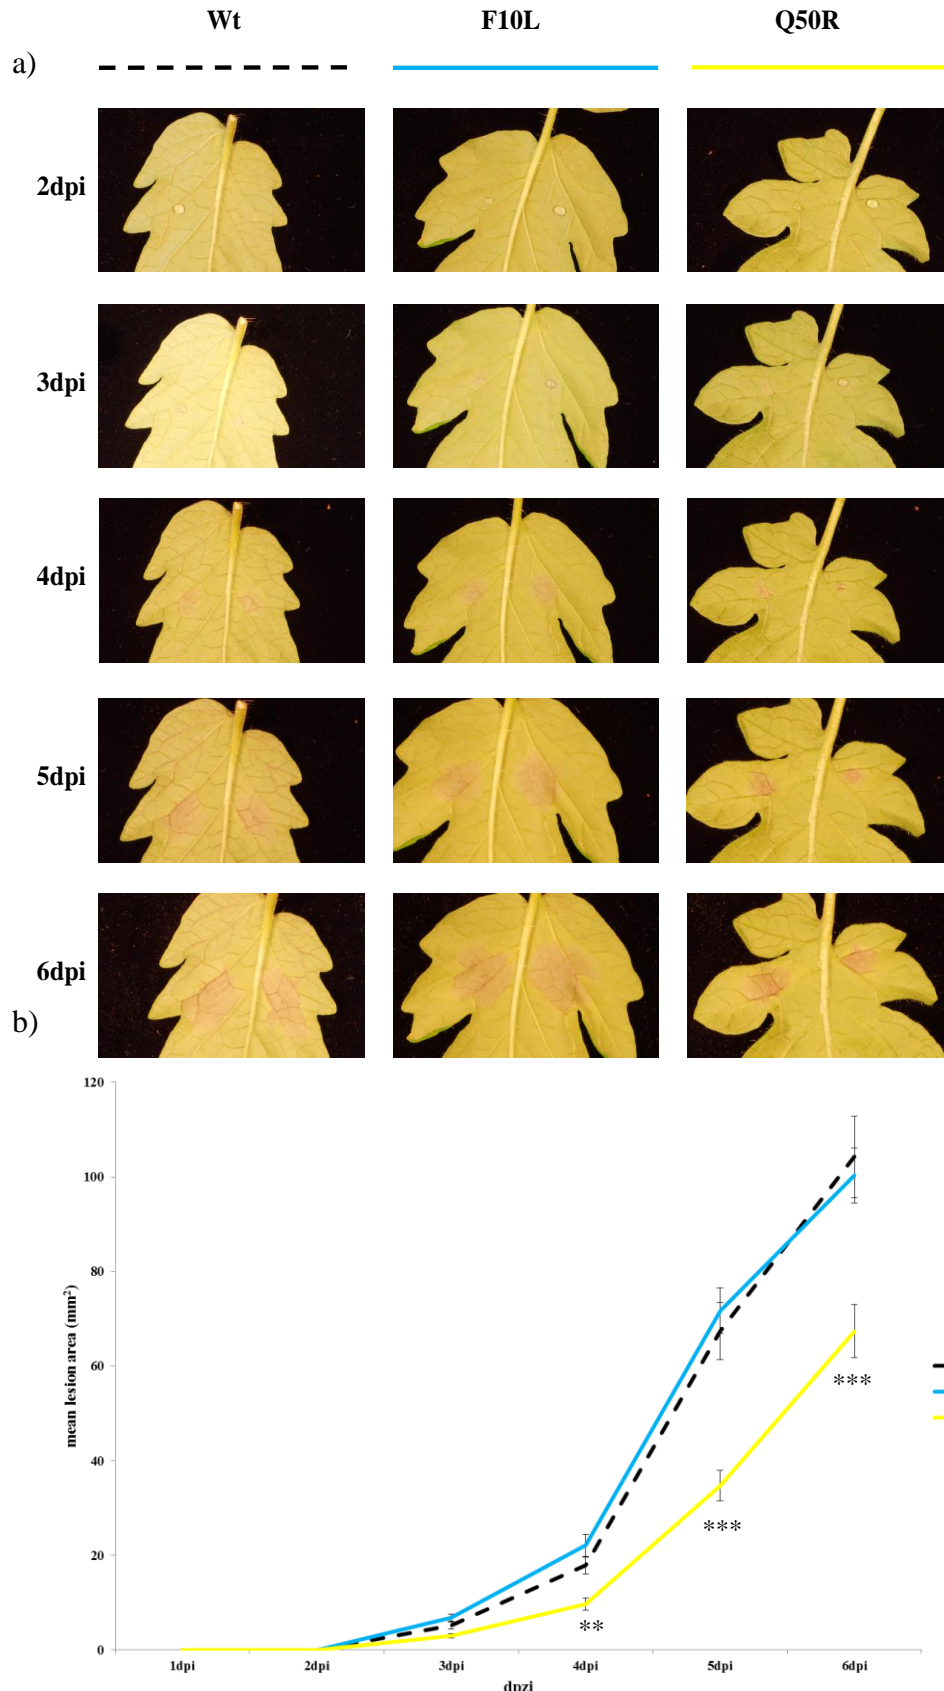 Wt F10L Q50R
a)
2dpi
3dpi
4dpi
5dpi
6dpi
b)
120
100
80
60
40
20
0
mean lesion area (mm²)
**
***
***
1dpi 2dpi 3dpi 4dpi 5dpi 6dpi
dpzi